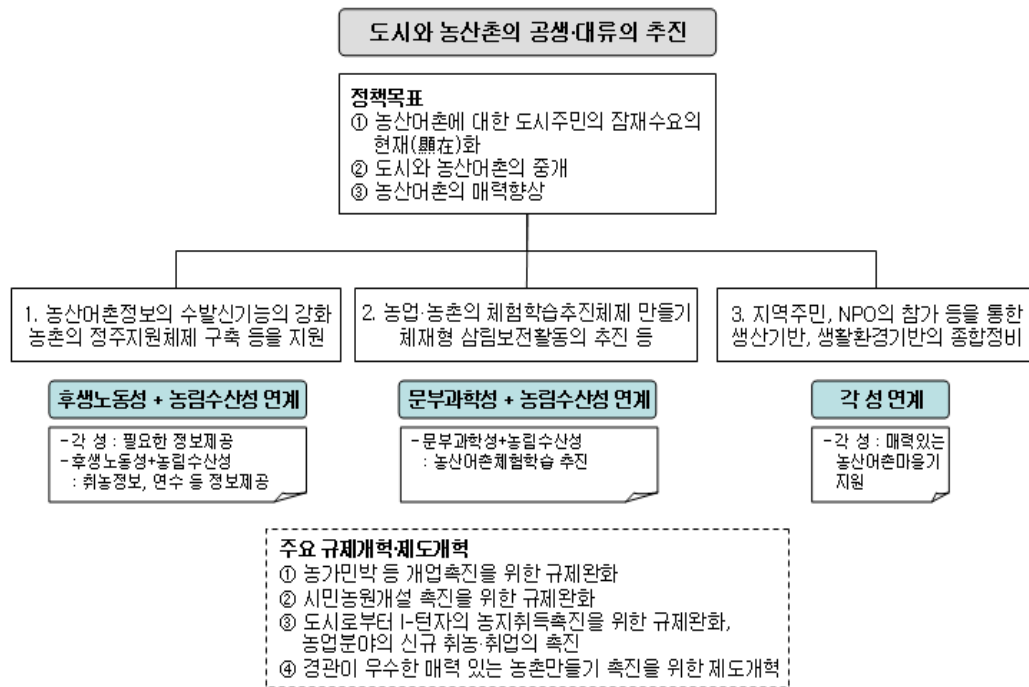 도시와 농산촌의 공생·대류의 추진
정책목표
① 농산어촌에 대한 도시주민의 잠재수요의
현재(顯在)화
② 도시와 농산어촌의 중개
③ 농산어촌의 매력향상
1. 농산어촌정보의 수발신기능의 강화
농촌의 정주지원체제 구축 등을 지원
2. 농업·농촌의 체험학습추진체제 만들기
체재형 삼림보전활동의 추진 등
3. 지역주민, NPO의 참가 등을 통한
생산기반, 생활환경기반의 종합정비
후생노동성 + 농림수산성 연계
-각 성 : 필요한 정보제공
-후생노동성+농림수산성
: 취농정보, 연수 등 정보제공
문부과학성 + 농림수산성 연계
-문부과학성+농림수산성
: 농산어촌체험학습 추진
각 성 연계
-각 성 : 매력있는
농산어촌마을기
지원
주요 규제개혁·제도개혁
① 농가민박 등 개업촉진을 위한 규제완화
② 시민농원개설 촉진을 위한 규제완화
③ 도시로부터 I-턴자의 농지취득촉진을 위한 규제완화,
농업분야의 신규 취농·취업의 촉진
④ 경관이 우수한 매력 있는 농촌만들기 촉진을 위한 제도개혁